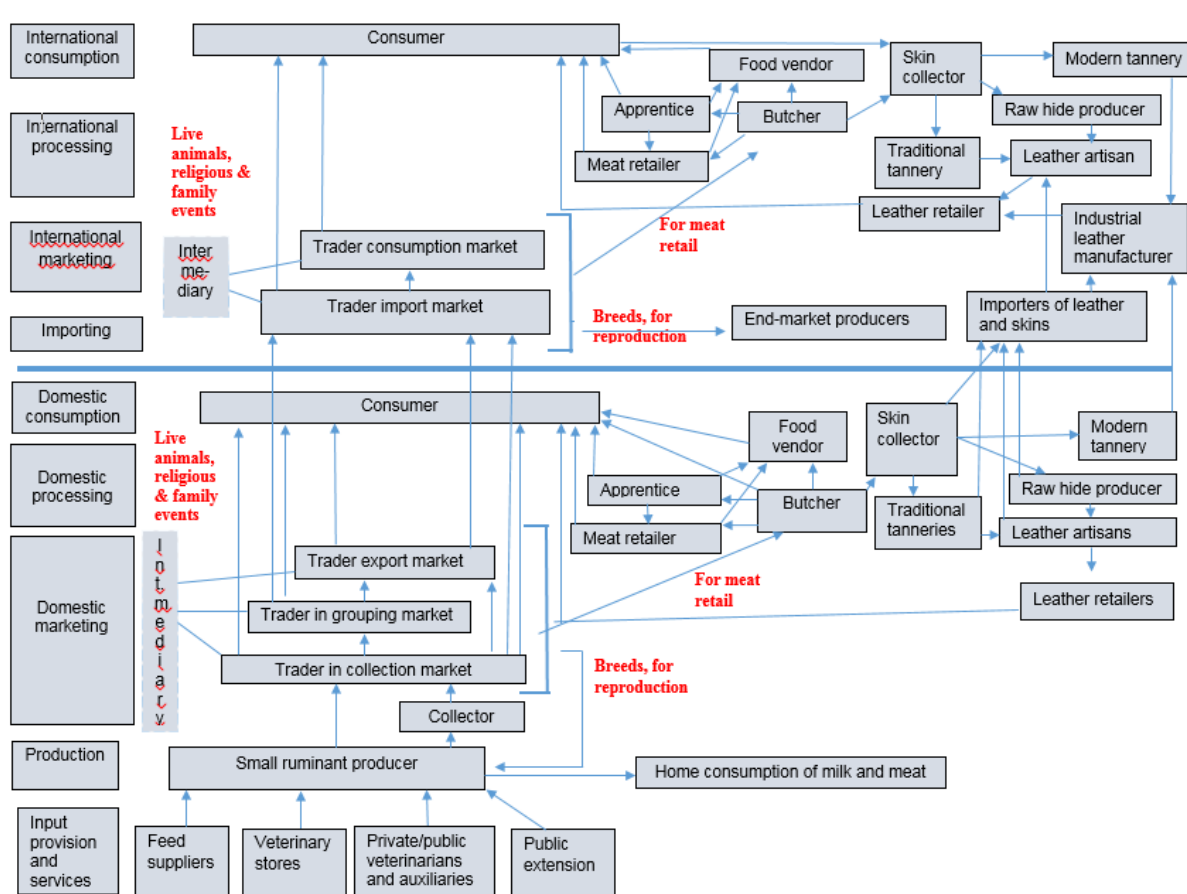 International
consumption
Consumer
Food vendor
Skin
collector
Modern tannery
Apprentice
Butcher
Raw hide producer
International
processing
Live
animals,
religious &
family
events
Meat retailer
Traditional
tannery
Leather artisan
Leather retailer
For meat
retail
International
marketing
Inter
me-
diary
Trader consumption market
Industrial
leather
manufacturer
Trader import market
Importers of leather
and skins
Importing
Breeds, for
reproduction
End-market producers
Domestic
consumption
Consumer
Food
vendor
Skin
collector
Modern
tannery
Live
animals,
religious
& family
events
Domestic
processing
Apprentice
Butcher
Raw hide producer
Traditional
tanneries
Meat retailer
Leather artisans
Domestic
marketing
I
n
t
m
e
d
i
a
r
y
Trader export market
For meat
retail
Trader in grouping market
Leather retailers
Trader in collection market
Breeds, for
reproduction
Collector
Production
Small ruminant producer
Home consumption of milk and meat
Input
provision
and
services
Feed
suppliers
Veterinary
stores
Private/public
veterinarians
and auxiliaries
Public
extension